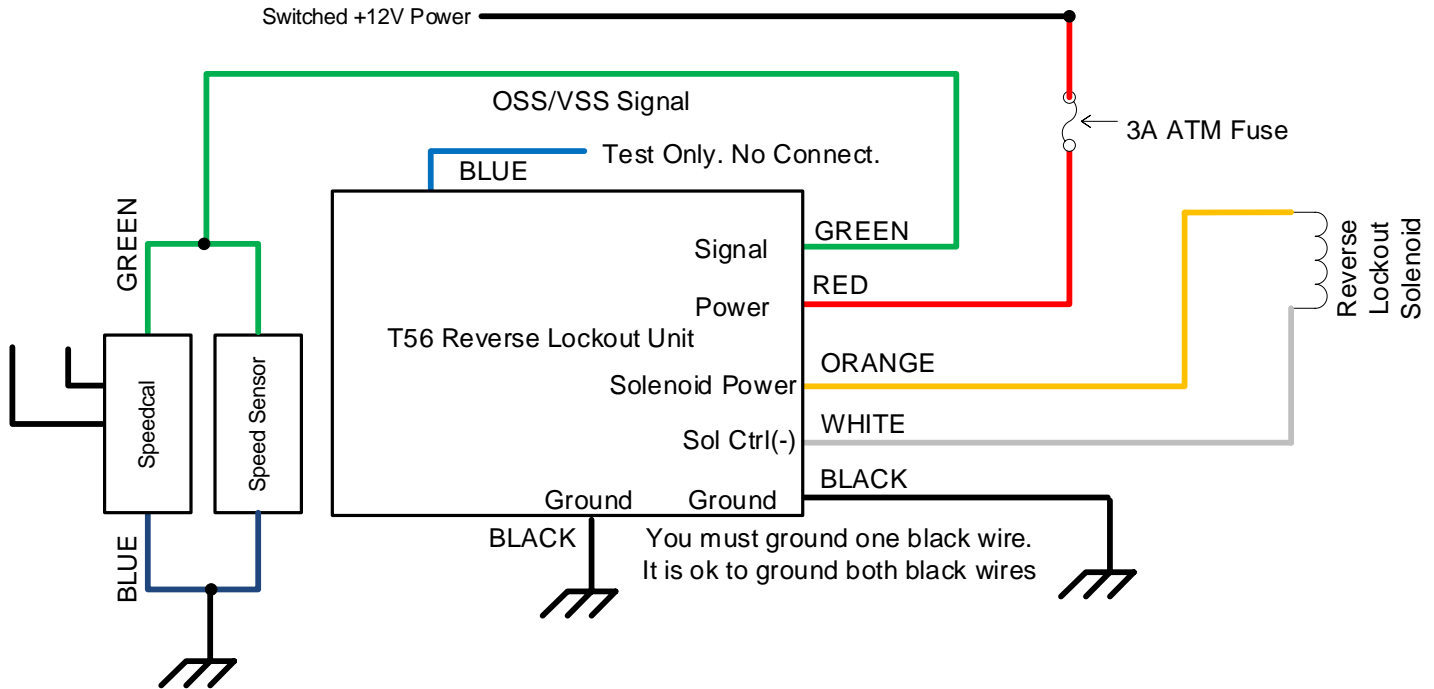 Switched +12V Power
OSS/VSS Signal
3A ATM Fuse
Test Only. No Connect.
BLUE
GREEN
Signal
GREEN
Reverse
Lockout
Solenoid
RED
Power
T56 Reverse Lockout Unit
ORANGE
Solenoid Power
Speedcal
Speed Sensor
WHITE
Sol Ctrl(-)
BLACK
Ground
Ground
BLUE
BLACK
You must ground one black wire.
It is ok to ground both black wires